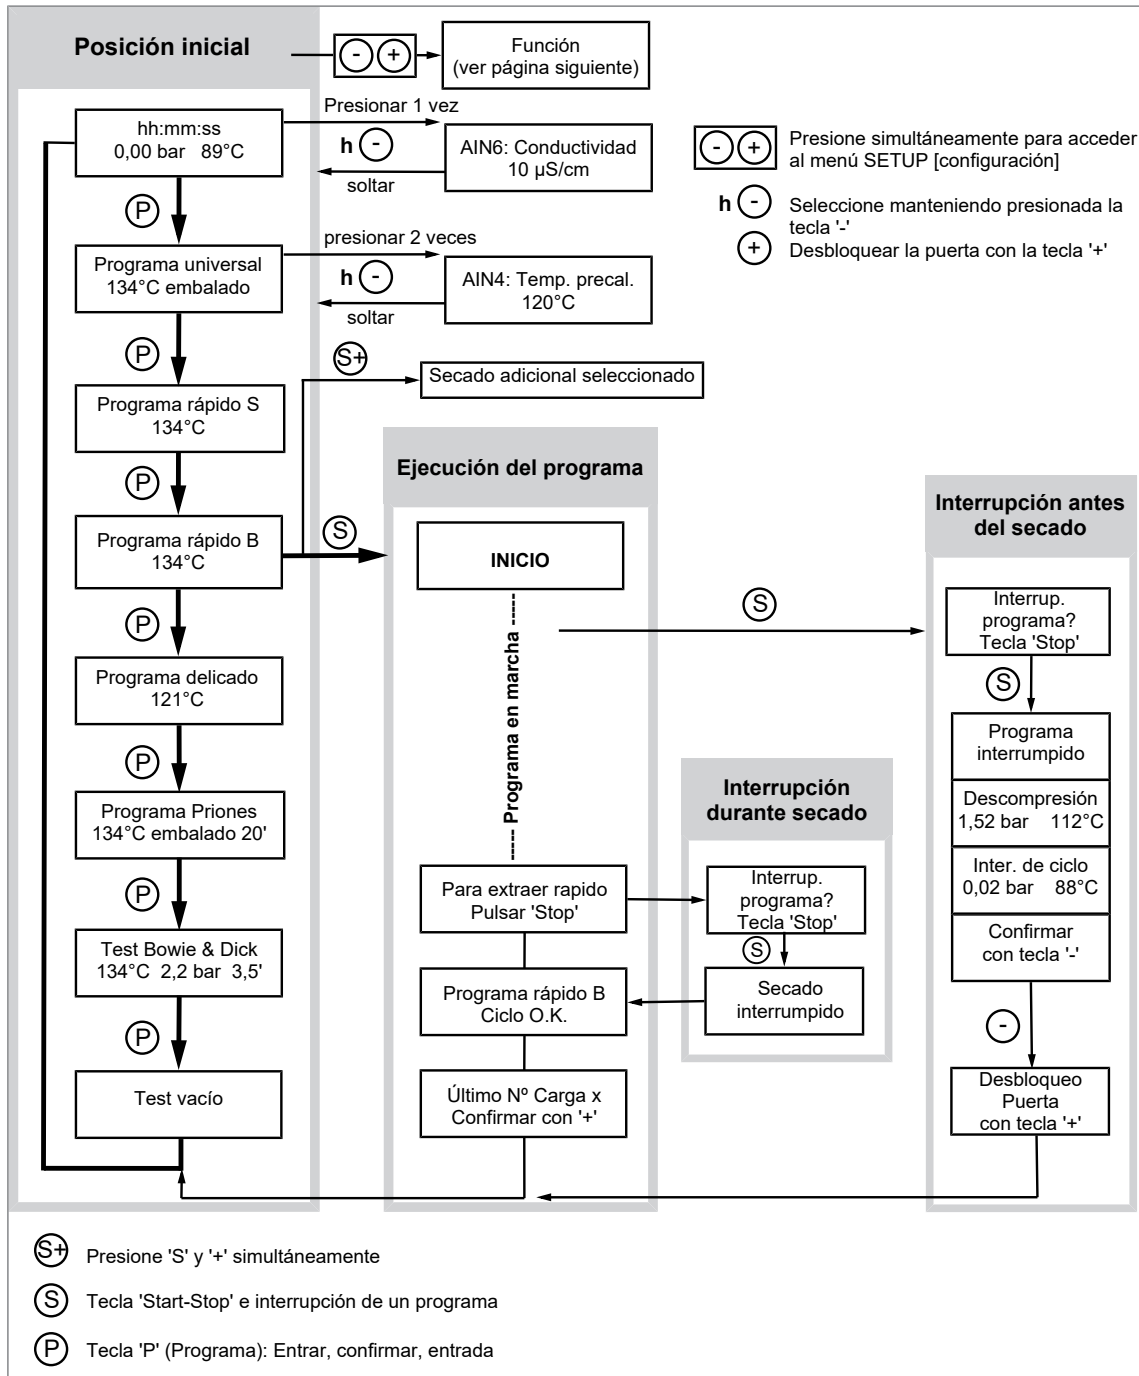 Posición inicial
- +
Función
(ver página siguiente)
hh:mm:ss
0,00 bar 89°C
Presionar 1 vez
h -
soltar
AIN6: Conductividad
10 µS/cm
- +
Presione simultáneamente para acceder
al menú SETUP [configuración]
h -
Seleccione manteniendo presionada la
tecla '-'
+
Desbloquear la puerta con la tecla '+'
P
Programa universal
134°C embalado
presionar 2 veces
h -
soltar
AIN4: Temp. precal.
120°C
P
Programa rápido S
134°C
S+
Secado adicional seleccionado
P
Programa rápido B
134°C
S
P
Programa delicado
121°C
P
Programa Priones
134°C embalado 20'
P
Test Bowie & Dick
134°C 2,2 bar 3,5'
P
Test vacío
Ejecución del programa
INICIO
------ Programa en marcha ------
Para extraer rapido
Pulsar 'Stop'
Programa rápido B
Ciclo O.K.
Último Nº Carga x
Confirmar con '+'
S
Interrupción
durante secado
Interrup.
programa?
Tecla 'Stop'
S
Secado
interrumpido
Interrupción antes
del secado
Interrup.
programa?
Tecla 'Stop'
S
Programa
interrumpido
Descompresión
1,52 bar 112°C
Inter. de ciclo
0,02 bar 88°C
Confirmar
con tecla '-'
-
Desbloqueo
Puerta
con tecla '+'
S+ Presione 'S' y '+' simultáneamente
S Tecla 'Start-Stop' e interrupción de un programa
P Tecla 'P' (Programa): Entrar, confirmar, entrada